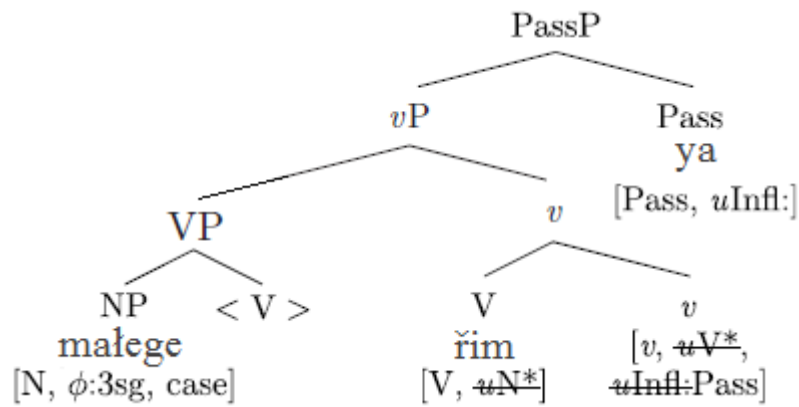 PassP
vP Pass
ya
[Pass, uInfl:]
VP v
NP < V > V v
małege řim [v, uV*,
[N, ϕ:3sg, case] [V, uN*] uInfl:Pass]